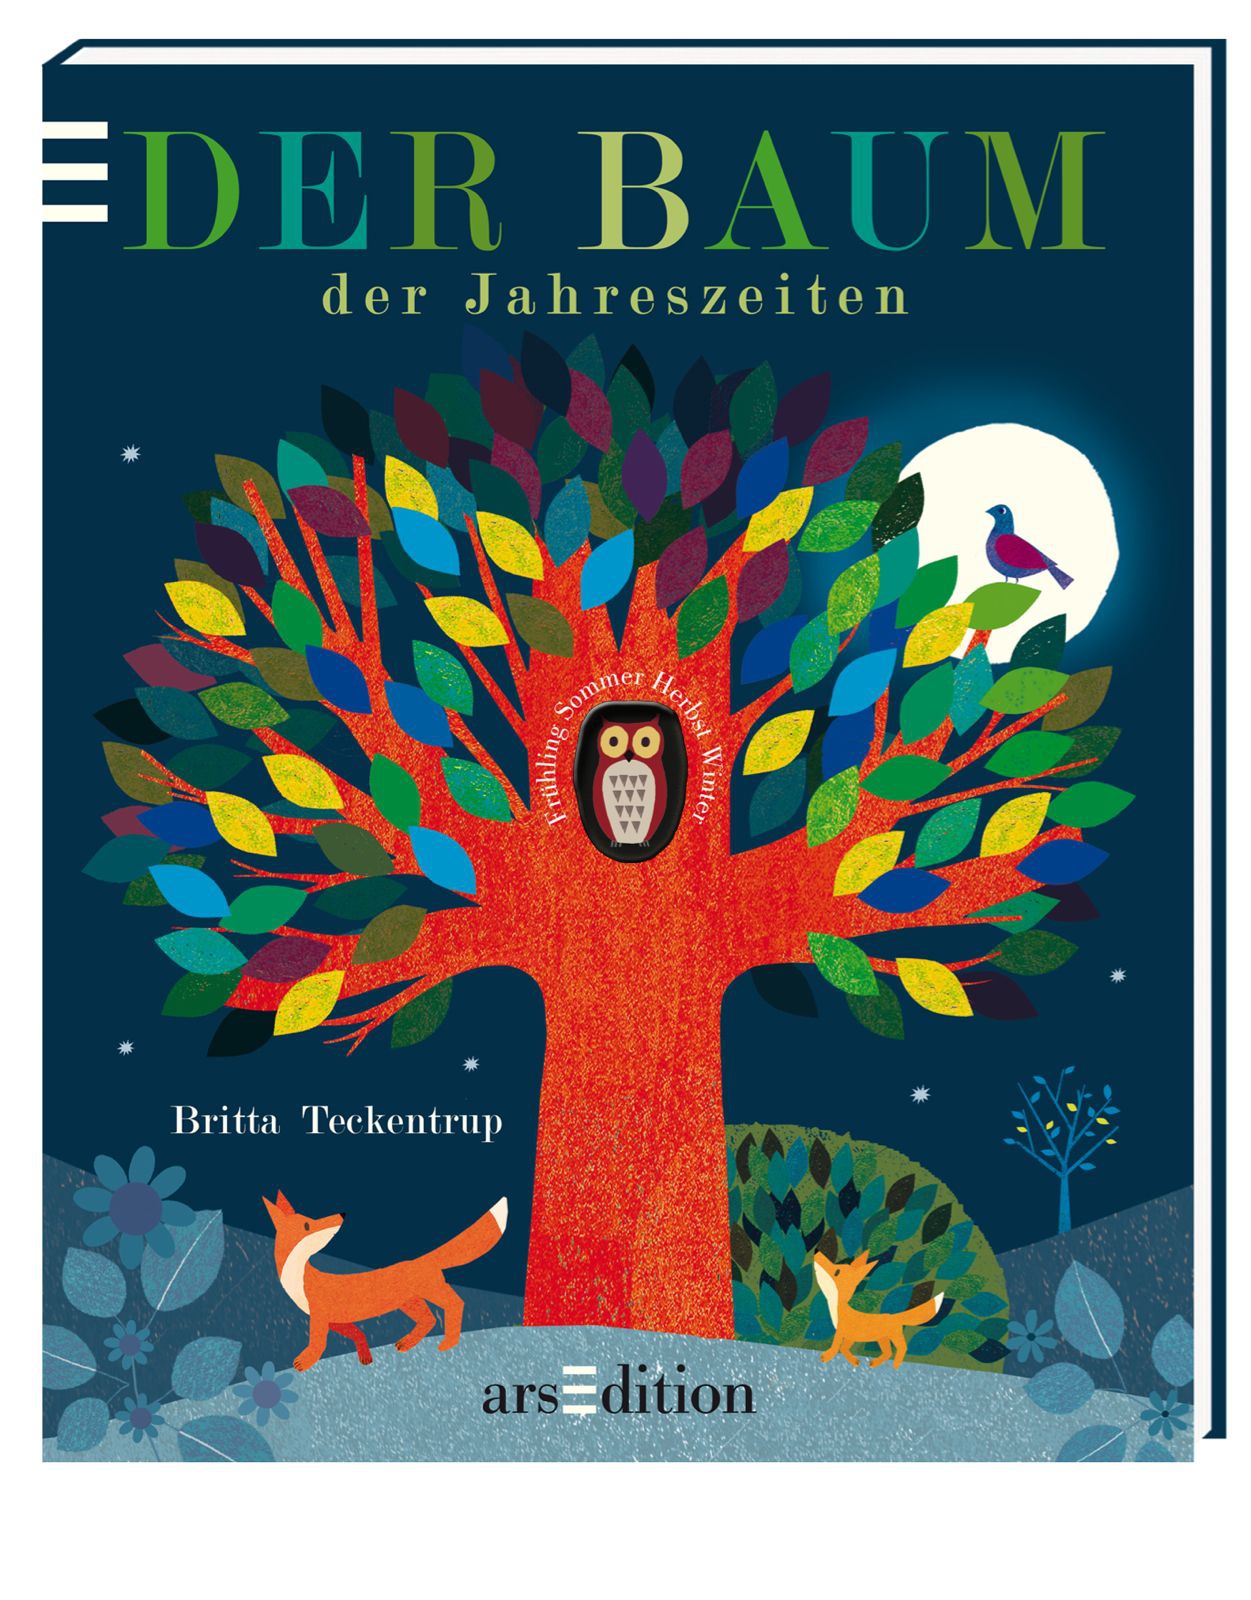 DER BAUM
der Jahreszeiten
Frühling Sommer Herbst Winter
Britta Teckentrup
arsEdition